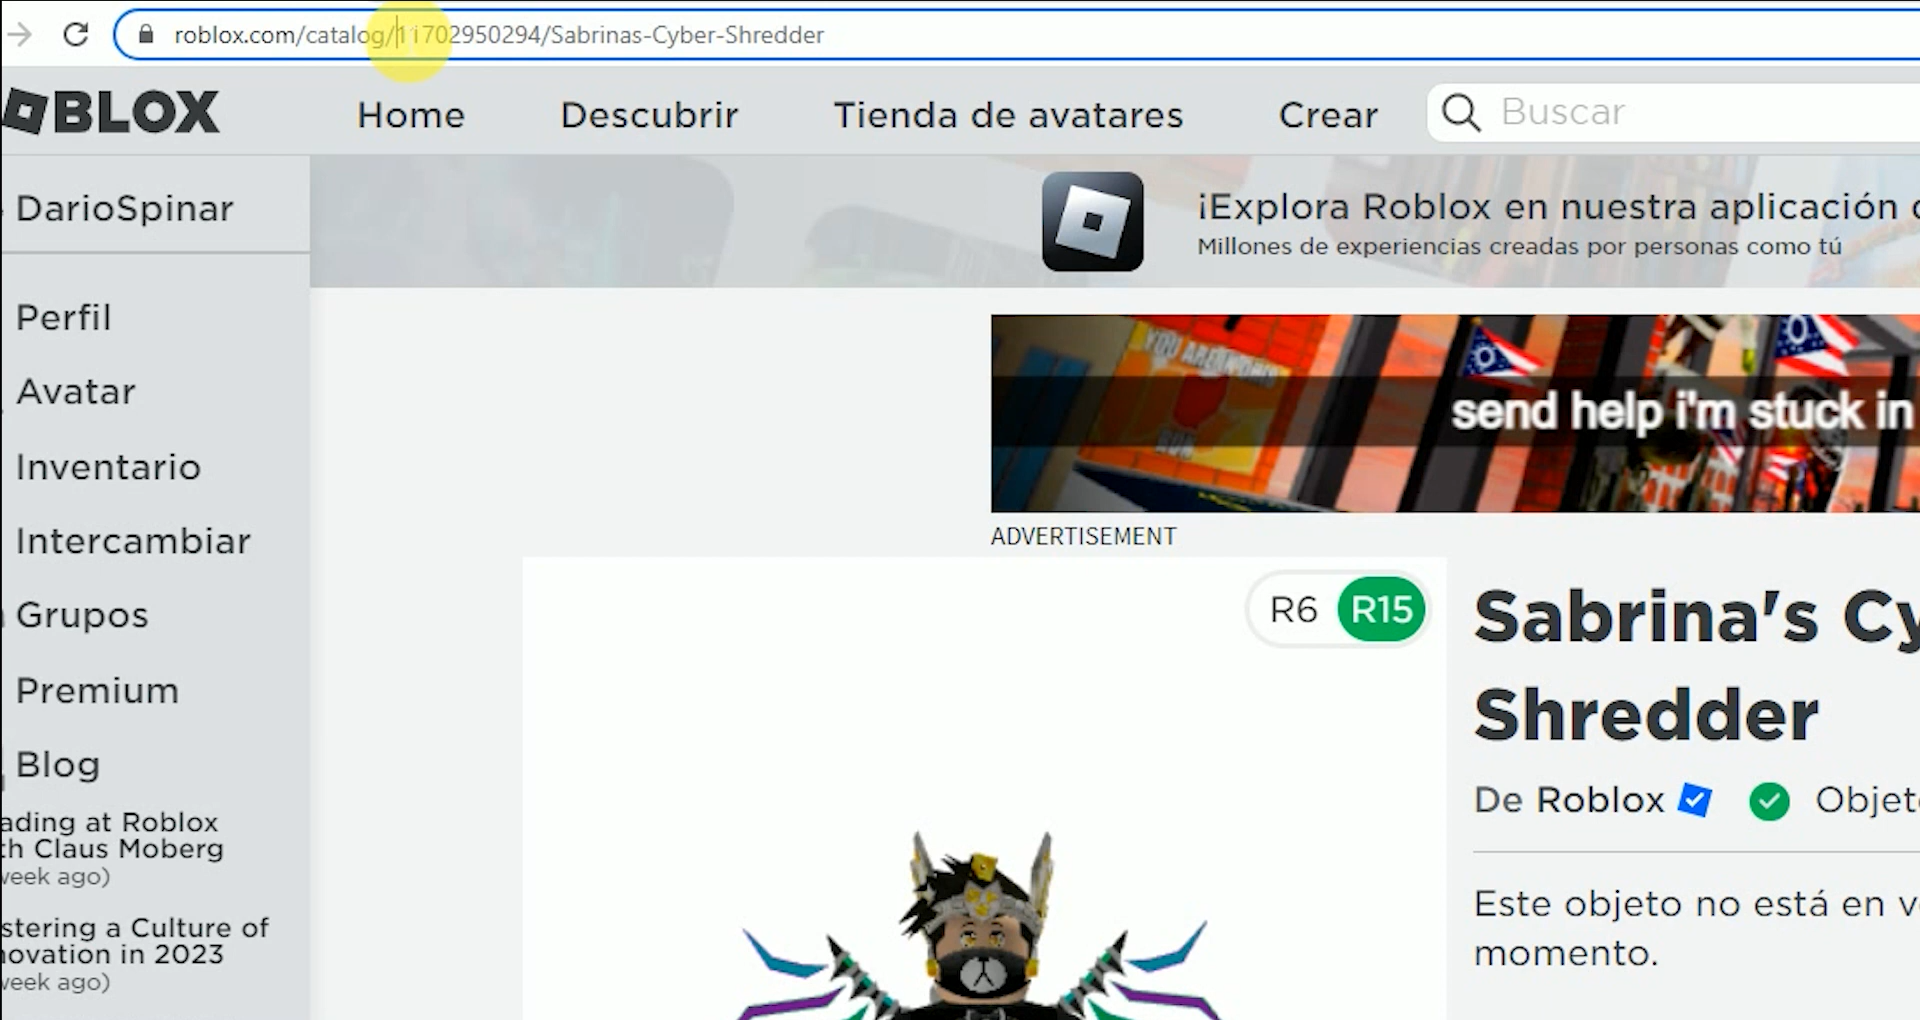 roblox.com/catalog/11702950294/Sabrinas-Cyber-Shredder
BLOX
Home
Descubrir
Tienda de avatares
Crear
Buscar
DarioSpinar
¡Explora Roblox en nuestra aplicación
Millones de experiencias creadas por personas como tú
Perfil
Avatar
Inventario
Intercambiar
Grupos
Premium
Blog
ading at Roblox
th Claus Moberg
week ago)
stering a Culture of
novation in 2023
week ago)
send help i'm stuck in
ADVERTISEMENT
R6
R15
Sabrina's Cy
Shredder
De Roblox
Objet
Este objeto no está en v
momento.